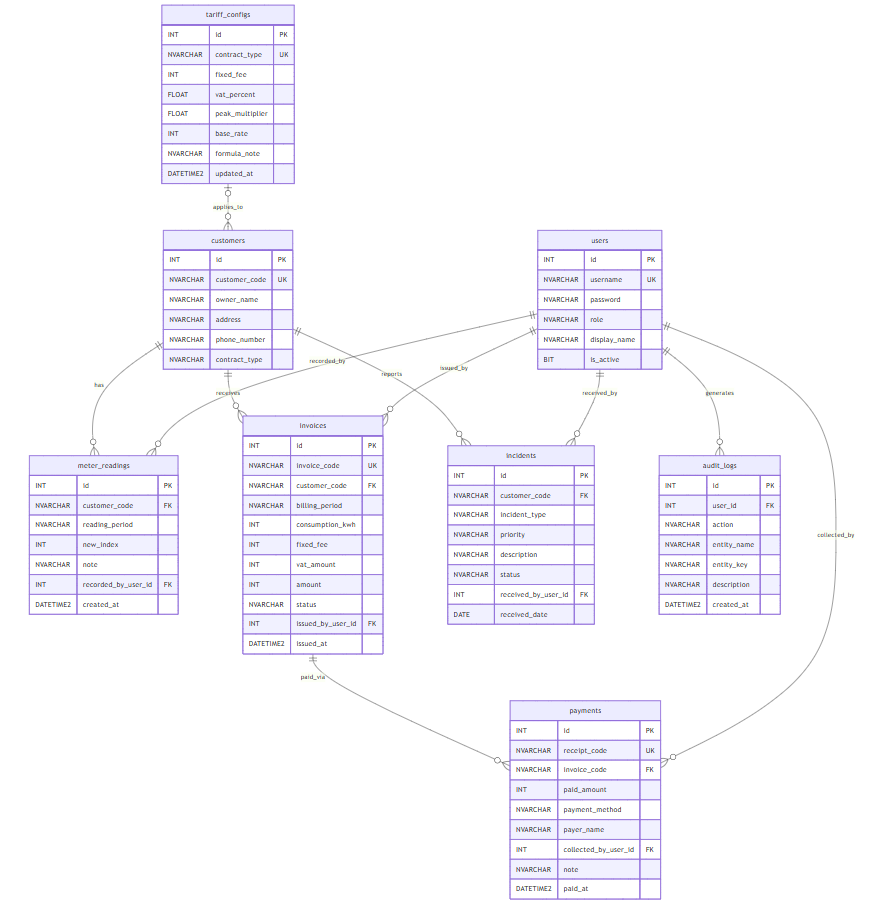 tariff_configs
INT id PK
NVARCHAR contract_type UK
INT fixed_fee
FLOAT vat_percent
FLOAT peak_multiplier
INT base_rate
NVARCHAR formula_note
DATETIME2 updated_at
applies_to
customers
INT id PK
NVARCHAR customer_code UK
NVARCHAR owner_name
NVARCHAR address
NVARCHAR phone_number
NVARCHAR contract_type
users
INT id PK
NVARCHAR username UK
NVARCHAR password
NVARCHAR role
NVARCHAR display_name
BIT is_active
recorded_by
issued_by
reports
has
receives
received_by
generates
invoices
INT id PK
NVARCHAR invoice_code UK
NVARCHAR customer_code FK
NVARCHAR billing_period
INT consumption_kwh
INT fixed_fee
INT vat_amount
INT amount
NVARCHAR status
INT issued_by_user_id FK
DATETIME2 issued_at
incidents
INT id PK
NVARCHAR customer_code FK
NVARCHAR incident_type
NVARCHAR priority
NVARCHAR description
NVARCHAR status
INT received_by_user_id FK
DATE received_date
meter_readings
INT id PK
NVARCHAR customer_code FK
NVARCHAR reading_period
INT new_index
NVARCHAR note
INT recorded_by_user_id FK
DATETIME2 created_at
audit_logs
INT id PK
INT user_id FK
NVARCHAR action
NVARCHAR entity_name
NVARCHAR entity_key
NVARCHAR description
DATETIME2 created_at
collected_by
paid_via
payments
INT id PK
NVARCHAR receipt_code UK
NVARCHAR invoice_code FK
INT paid_amount
NVARCHAR payment_method
NVARCHAR payer_name
INT collected_by_user_id FK
NVARCHAR note
DATETIME2 paid_at